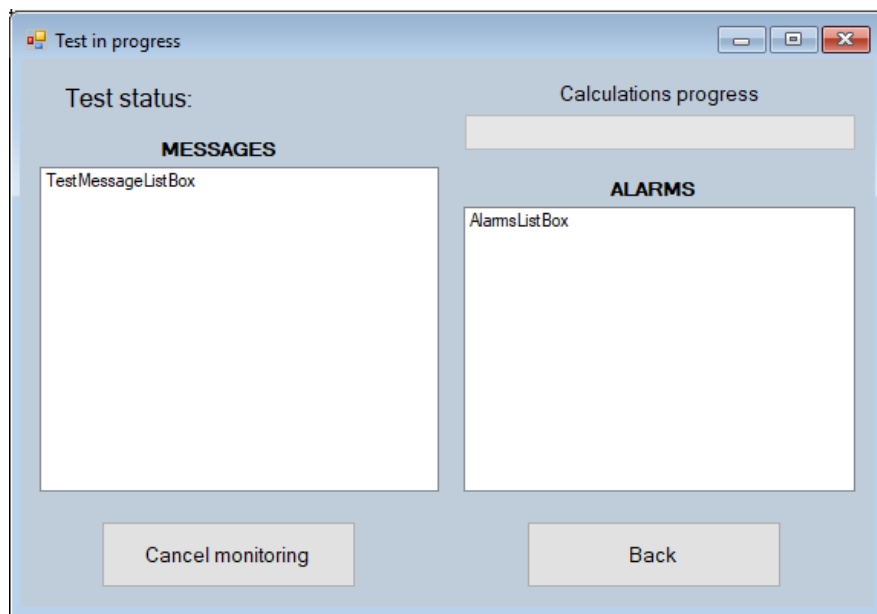 Test in progress
Test status:
Calculations progress
MESSAGES
TestMessageListBox
ALARMS
AlarmsListBox
Cancel monitoring
Back